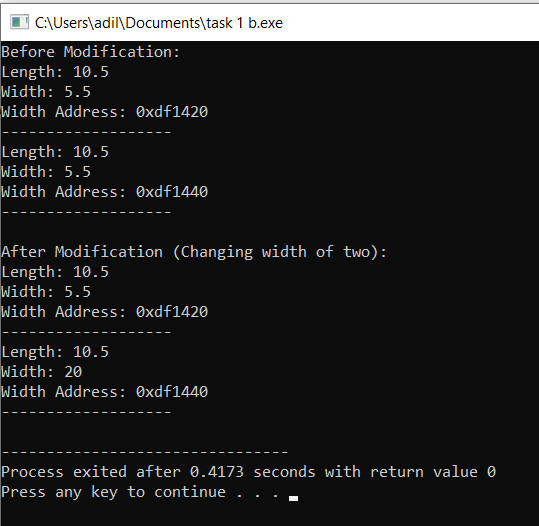 C:\Users\adil\Documents\task 1 b.exe
Before Modification:
Length: 10.5
Width: 5.5
Width Address: 0xdf1420
-------------------
Length: 10.5
Width: 5.5
Width Address: 0xdf1440
-------------------
After Modification (Changing width of two):
Length: 10.5
Width: 5.5
Width Address: 0xdf1420
-------------------
Length: 10.5
Width: 20
Width Address: 0xdf1440
-------------------
--------------------------------
Process exited after 0.4173 seconds with return value 0
Press any key to continue . . .